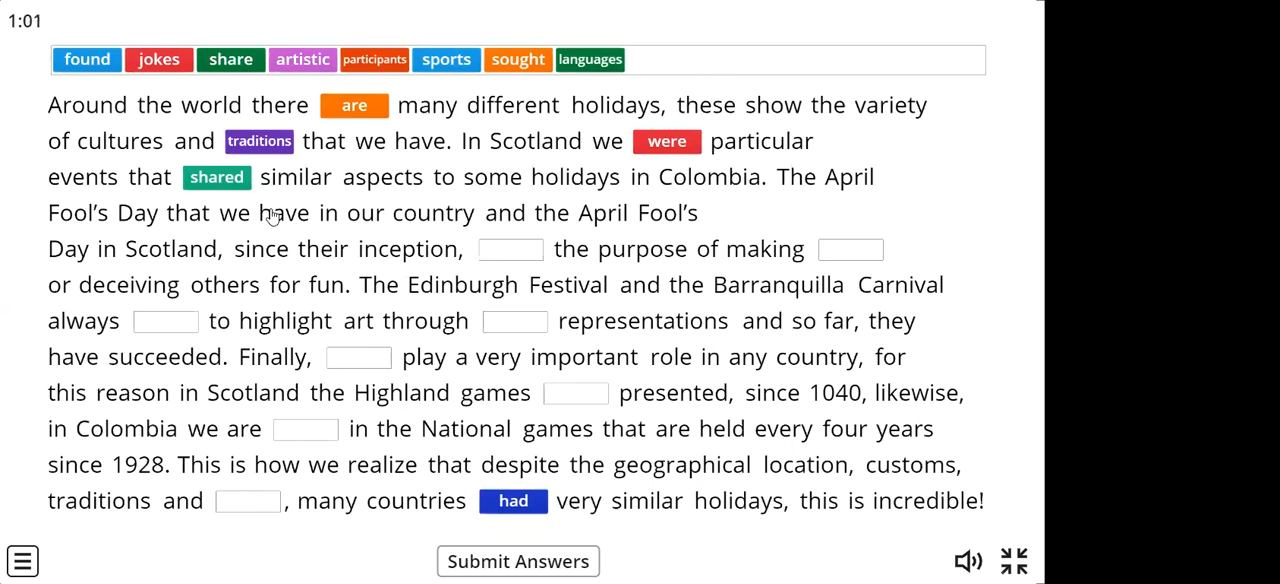 1:01
found jokes share artistic participants sports sought languages
Around the world there are many different holidays, these show the variety
of cultures and traditions that we have. In Scotland we were particular
events that shared similar aspects to some holidays in Colombia. The April
Fool's Day that we have in our country and the April Fool's
Day in Scotland, since their inception, the purpose of making
or deceiving others for fun. The Edinburgh Festival and the Barranquilla Carnival
always to highlight art through representations and so far, they
have succeeded. Finally, play a very important role in any country, for
this reason in Scotland the Highland games presented, since 1040, likewise,
in Colombia we are in the National games that are held every four years
since 1928. This is how we realize that despite the geographical location, customs,
traditions and , many countries had very similar holidays, this is incredible!
Submit Answers